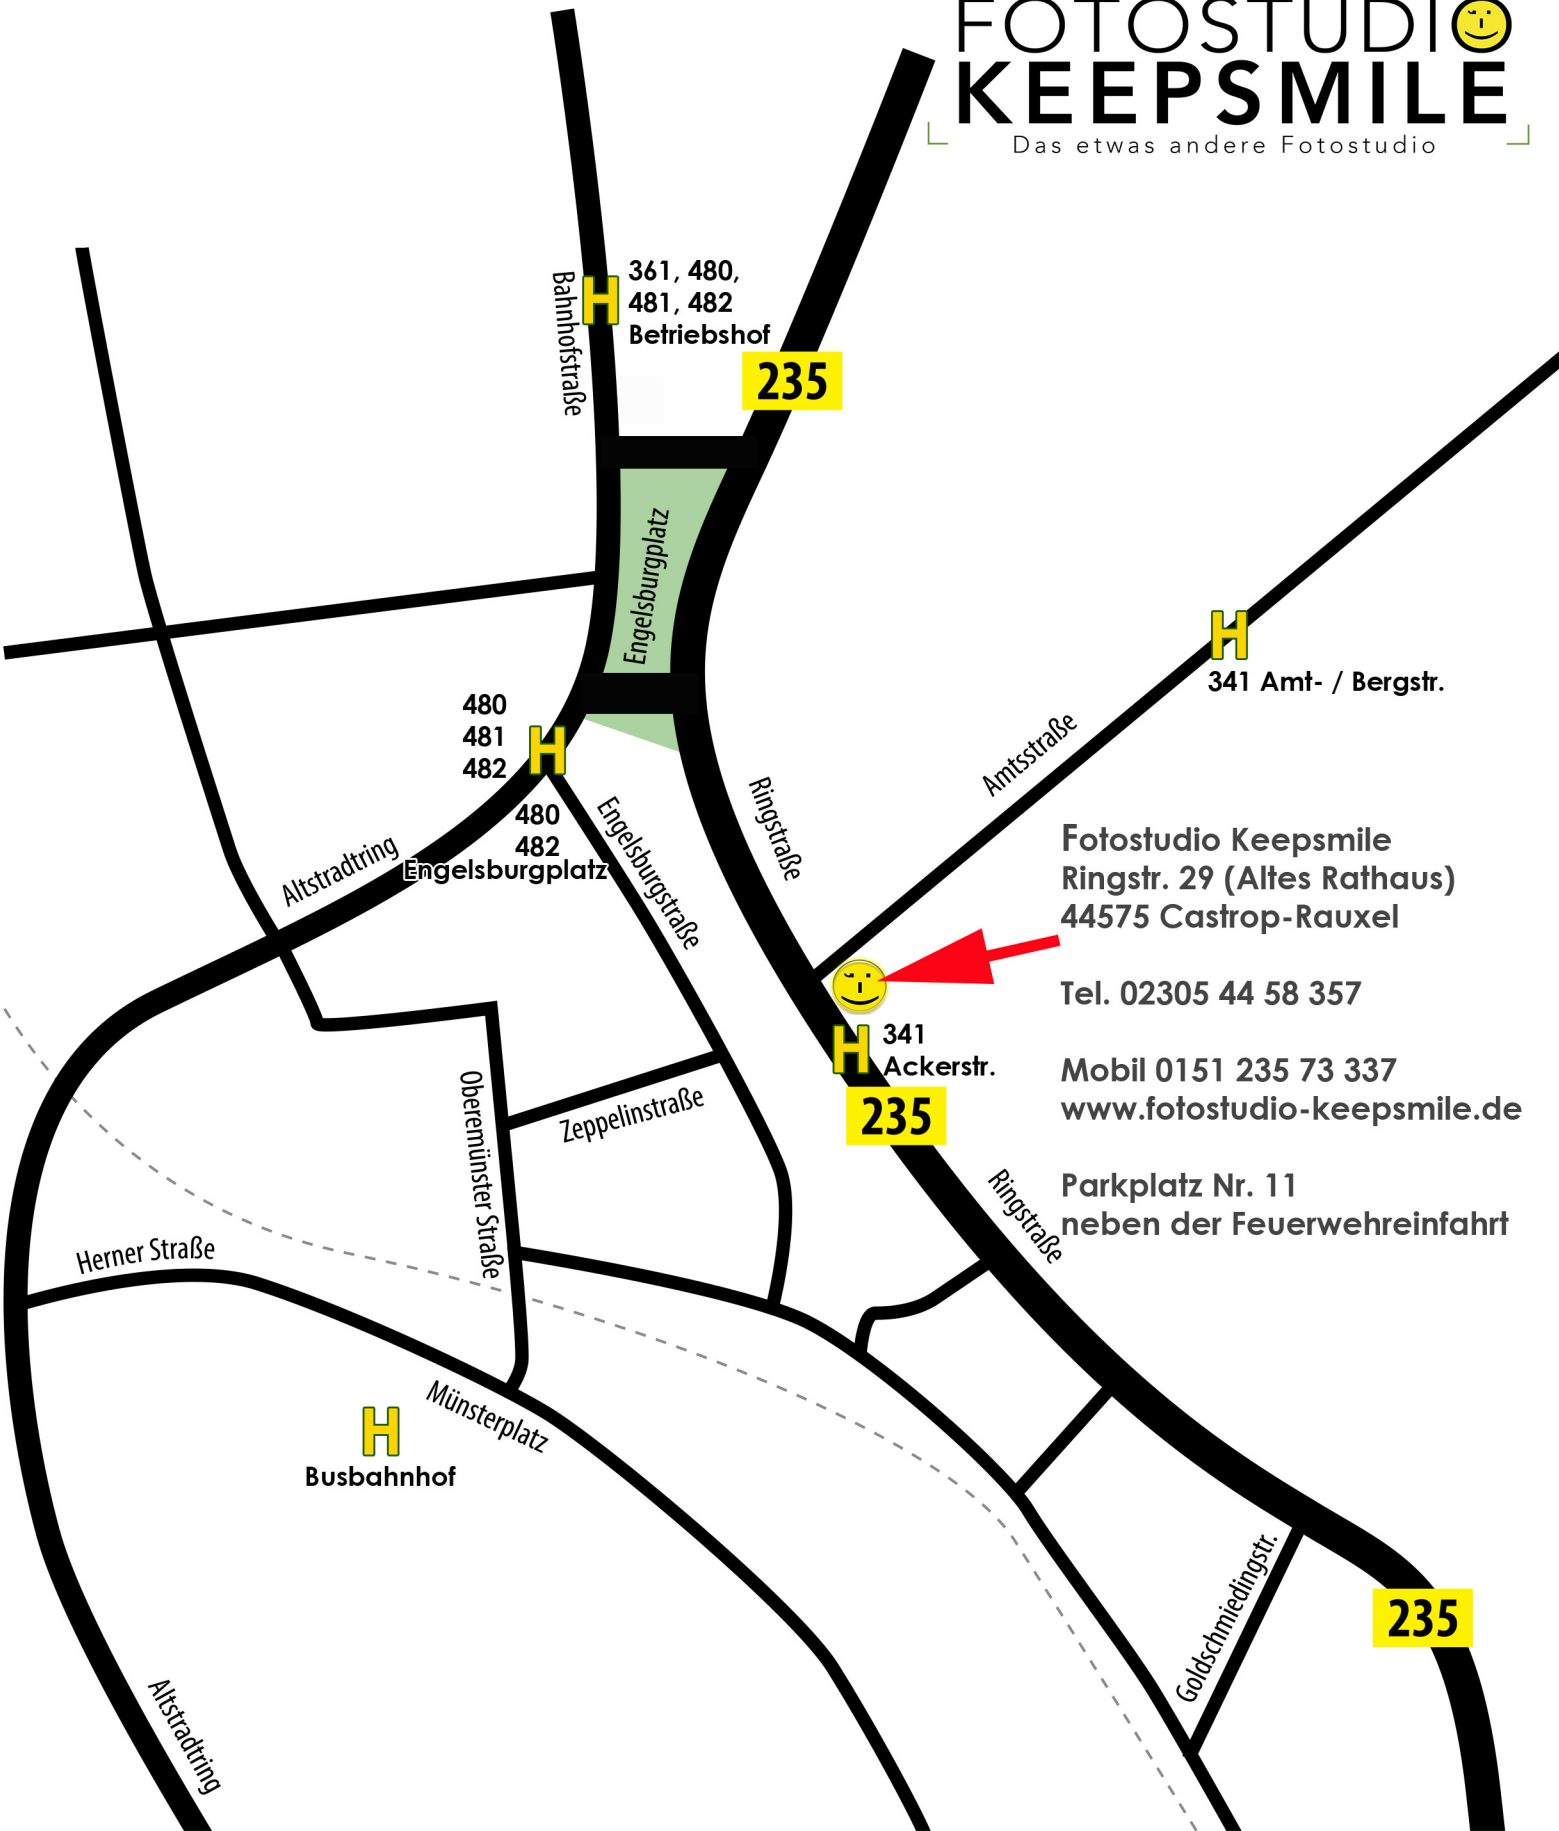 FOTOSTUDIO
KEEPSMILE
Das etwas andere Fotostudio
361, 480,
481, 482
Betriebshof
Bahnhofstraße
235
Engelsburgplatz
H
H
341 Amt- / Bergstr.
480
481
482
H
480
482
Engelsburgplatz
Altstradtring
Engelsburgstraße
Ringstraße
Amtsstraße
Fotostudio Keepsmile
Ringstr. 29 (Altes Rathaus)
44575 Castrop-Rauxel
Tel. 02305 44 58 357
Mobil 0151 235 73 337
www.fotostudio-keepsmile.de
Parkplatz Nr. 11
neben der Feuerwehreinfahrt
H
341
Ackerstr.
235
Oberemünster Straße
Zeppelinstraße
Ringstraße
Herner Straße
Münsterplatz
H
Busbahnhof
Goldschmiedingstr.
235
Altstradtring